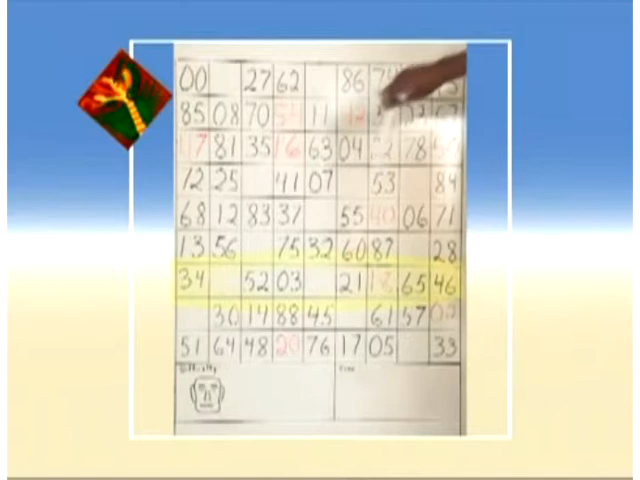 00 27 62 86
85 08 70 11
81 35 16 63 04 78
12 25 41 07 53 84
68 12 83 37 55 40 06 71
13 56 75 32 60 87 28
34 52 03 21 65 46
30 14 88 45 61 57
51 64 48 20 76 17 05 33
Difficulty